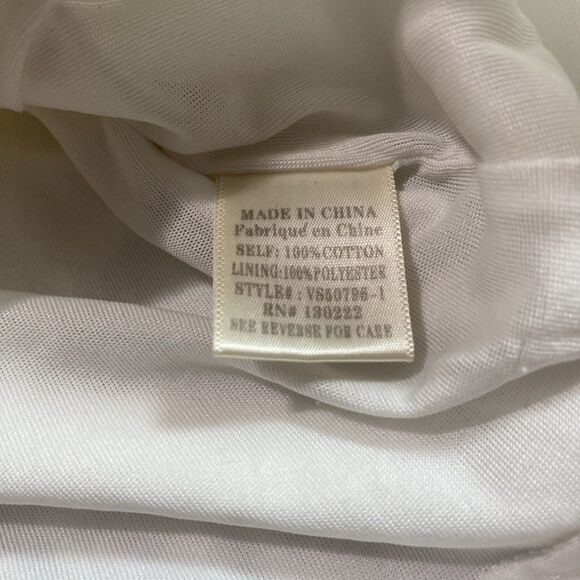 MADE IN CHINA
Fabriqué en Chine
SELF: 100%COTTON
LINING:100%POLYESTER
STYLE#: VS50796-1
RN# 130222
SEE REVERSE FOR CARE